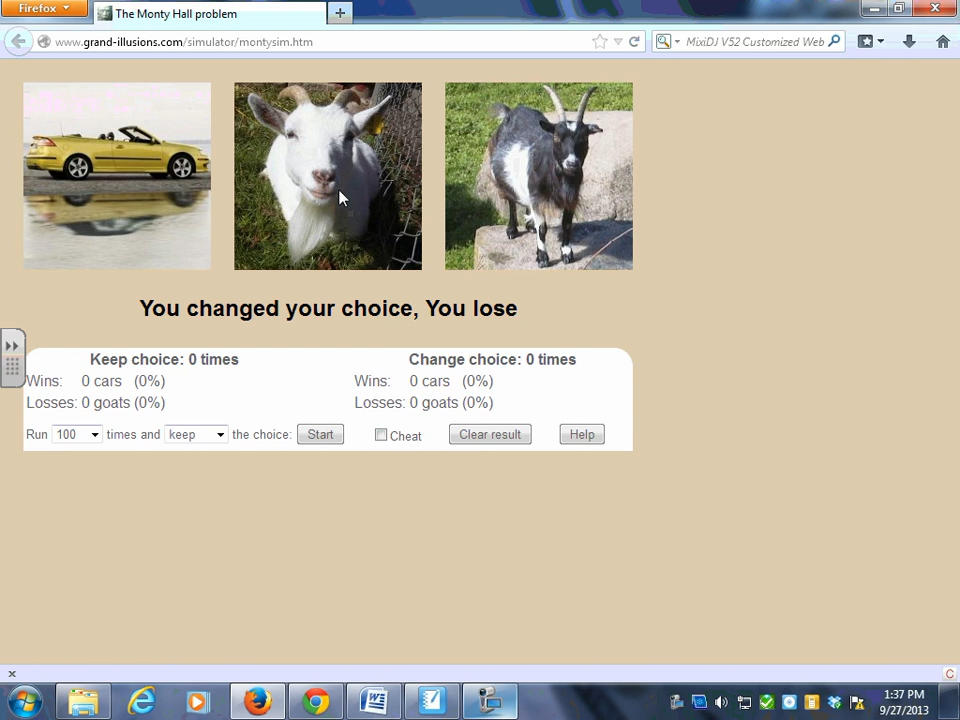 Firefox
The Monty Hall problem
www.grand-illusions.com/simulator/montysim.htm
MixiDJ V52 Customized Web
You changed your choice, You lose
Keep choice: 0 times
Change choice: 0 times
Wins: 0 cars (0%)
Wins: 0 cars (0%)
Losses: 0 goats (0%)
Losses: 0 goats (0%)
Run 100 times and keep the choice: Start
Cheat
Clear result
Help
1:37 PM
9/27/2013